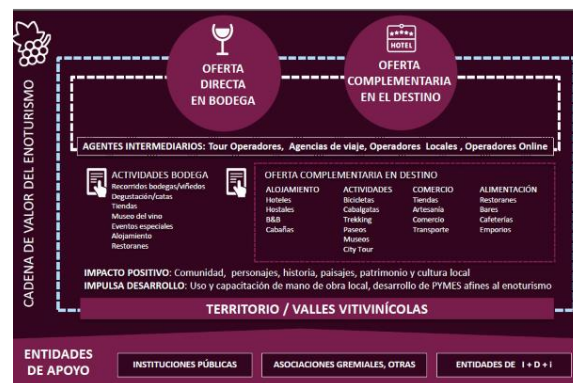 CADENA DE VALOR DEL ENOTURISMO
OFERTA
DIRECTA
EN BODEGA
HOTEL
OFERTA
COMPLEMENTARIA
EN EL DESTINO
AGENTES INTERMEDIARIOS: Tour Operadores, Agencias de viaje, Operadores Locales , Operadores Online
ACTIVIDADES BODEGA
Recorridos bodegas/viñedos
Degustación/catas
Tiendas
Museo del vino
Eventos especiales
Alojamiento
Restoranes
OFERTA COMPLEMENTARIA EN DESTINO
ALOJAMIENTO
Hoteles
Hostales
B&B
Cabañas
ACTIVIDADES
Bicicletas
Cabalgatas
Trekking
Paseos
Museos
City Tour
COMERCIO
Tiendas
Artesanía
Comercio
Transporte
ALIMENTACIÓN
Restoranes
Bares
Cafeterías
Emporios
IMPACTO POSITIVO: Comunidad, personajes, historia, paisajes, patrimonio y cultura local
IMPULSA DESARROLLO: Uso y capacitación de mano de obra local, desarrollo de PYMES afines al enoturismo
TERRITORIO / VALLES VITIVINÍCOLAS
ENTIDADES
DE APOYO
INSTITUCIONES PÚBLICAS
ASOCIACIONES GREMIALES, OTRAS
ENTIDADES DE I + D + i